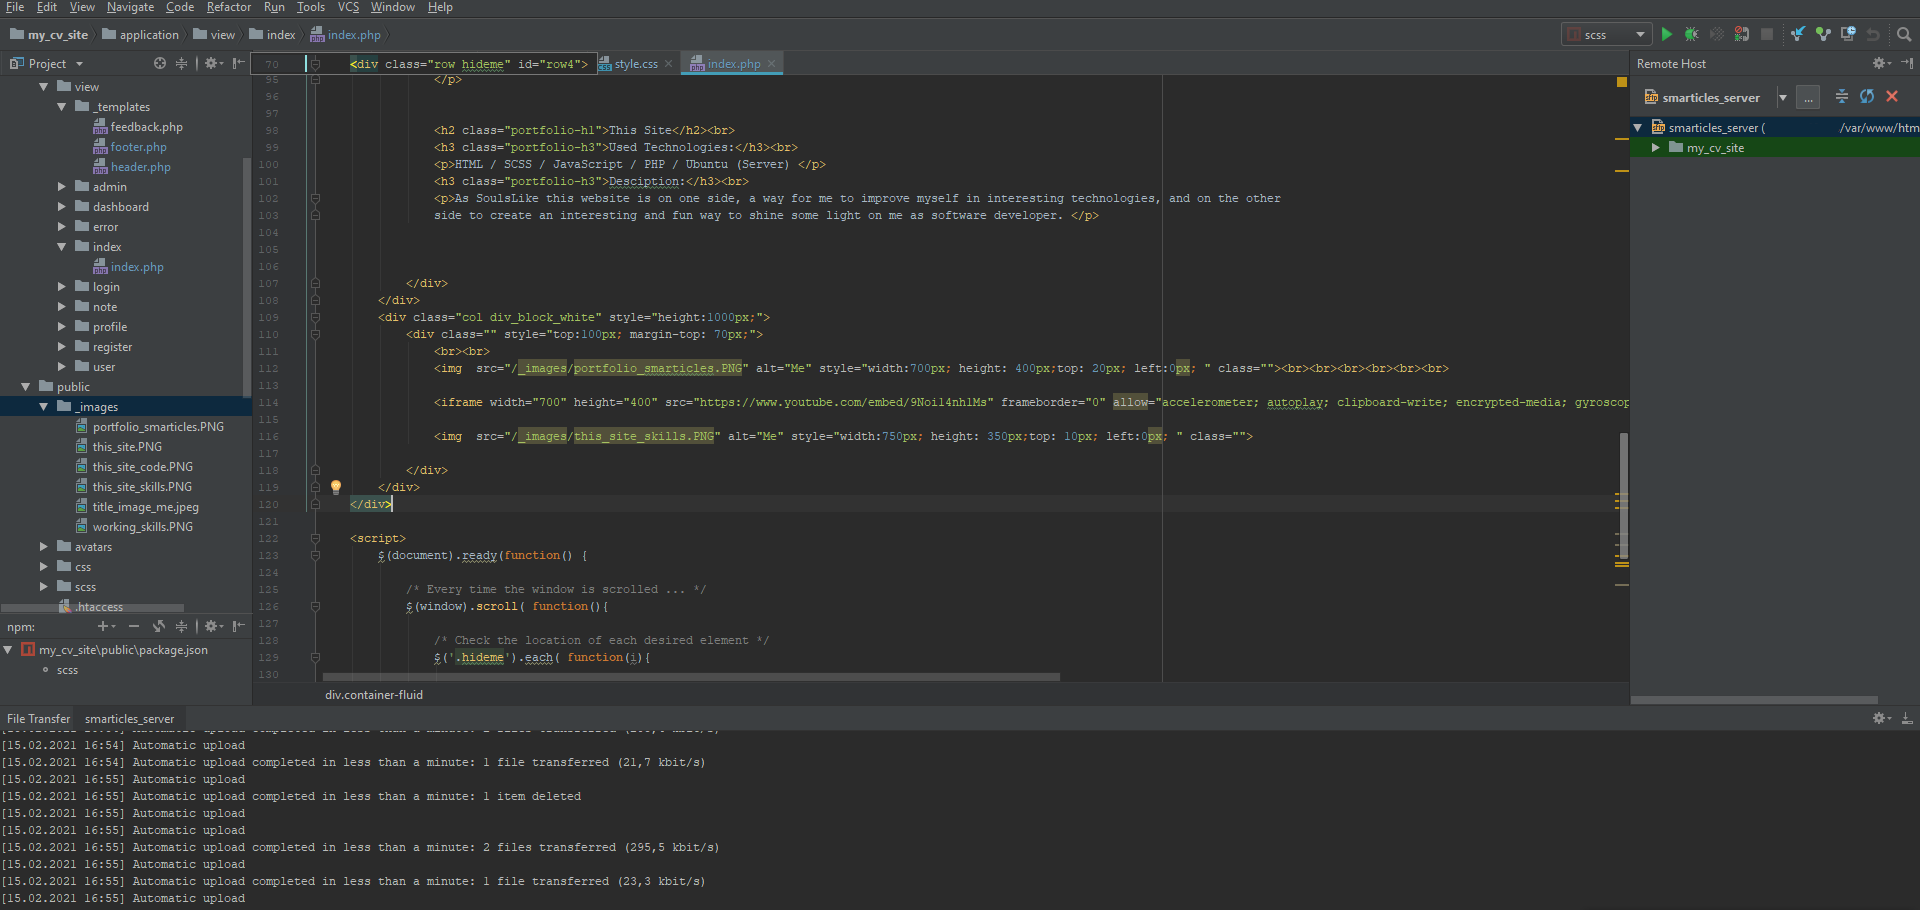 File Edit View Navigate Code Refactor Run Tools VCS Window Help
my_cv_site application view index index.php
scss
Project
70 <div class="row hideme" id="row4">
style.css
index.php
Remote Host
view
_templates
feedback.php
footer.php
header.php
admin
dashboard
error
index
index.php
login
note
profile
register
user
public
_images
portfolio_smarticles.PNG
this_site.PNG
this_site_code.PNG
this_site_skills.PNG
title_image_me.jpeg
working_skills.PNG
avatars
css
scss
.htaccess
npm:
my_cv_site\public\package.json
scss
95 </p>
96
97
98 <h2 class="portfolio-h1">This Site</h2><br>
99 <h3 class="portfolio-h3">Used Technologies:</h3><br>
100 <p>HTML / SCSS / JavaScript / PHP / Ubuntu (Server) </p>
101 <h3 class="portfolio-h3">Desciption:</h3><br>
102 <p>As SoulsLike this website is on one side, a way for me to improve myself in interesting technologies, and on the other
103 side to create an interesting and fun way to shine some light on me as software developer. </p>
104
105
106
107 </div>
108 </div>
109 <div class="col div_block_white" style="height:1000px;">
110 <div class="" style="top:100px; margin-top: 70px;">
111 <br><br>
112 <img  src="/_images/portfolio_smarticles.PNG" alt="Me" style="width:700px; height: 400px;top: 20px; left:0px; " class=""><br><br><br><br><br><br>
113
114 <iframe width="700" height="400" src="https://www.youtube.com/embed/9Noil4nhlMs" frameborder="0" allow="accelerometer; autoplay; clipboard-write; encrypted-media; gyroscop
115
116 <img  src="/_images/this_site_skills.PNG" alt="Me" style="width:750px; height: 350px;top: 10px; left:0px; " class="">
117
118 </div>
119 </div>
120 </div>
121
122 <script>
123 $(document).ready(function() {
124
125 /* Every time the window is scrolled ... */
126 $(window).scroll( function(){
127
128 /* Check the location of each desired element */
129 $('.hideme').each( function(i){
130
div.container-fluid
smarticles_server
...
smarticles_server ( /var/www/htm
my_cv_site
File Transfer smarticles_server
[15.02.2021 16:54] Automatic upload
[15.02.2021 16:54] Automatic upload completed in less than a minute: 1 file transferred (21,7 kbit/s)
[15.02.2021 16:55] Automatic upload
[15.02.2021 16:55] Automatic upload completed in less than a minute: 1 item deleted
[15.02.2021 16:55] Automatic upload
[15.02.2021 16:55] Automatic upload
[15.02.2021 16:55] Automatic upload completed in less than a minute: 2 files transferred (295,5 kbit/s)
[15.02.2021 16:55] Automatic upload
[15.02.2021 16:55] Automatic upload completed in less than a minute: 1 file transferred (23,3 kbit/s)
[15.02.2021 16:55] Automatic upload